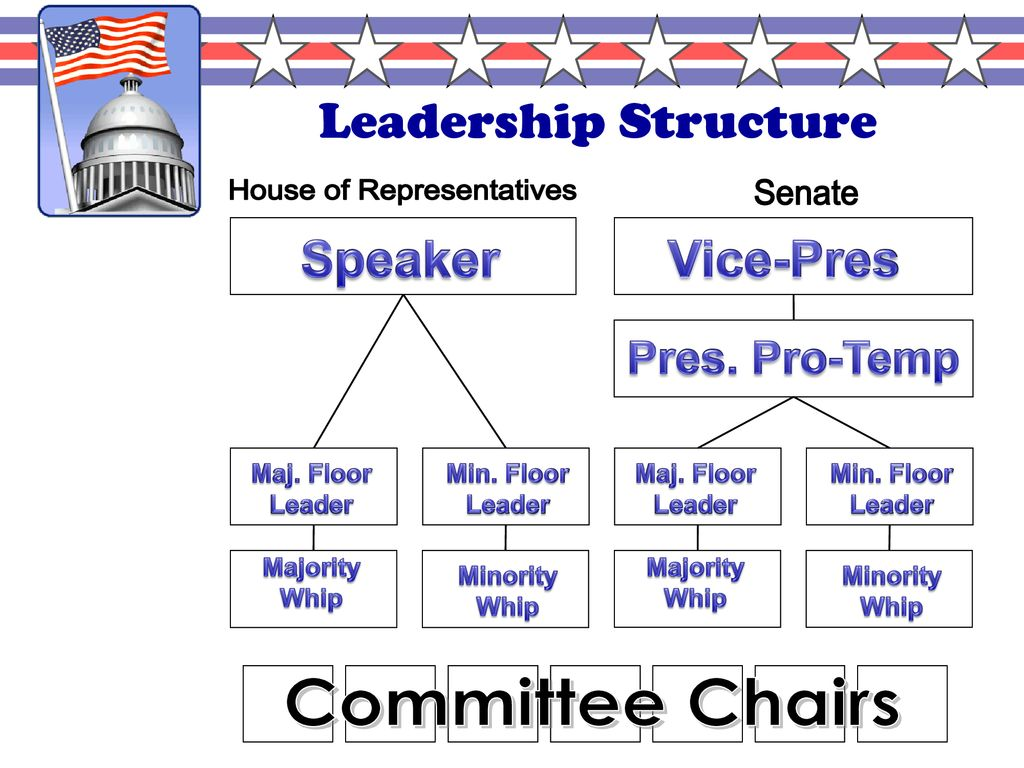 Leadership Structure
House of Representatives
Speaker
Maj. Floor
Leader
Min. Floor
Leader
Majority
Whip
Minority
Whip
Senate
Vice-Pres
Pres. Pro-Temp
Maj. Floor
Leader
Min. Floor
Leader
Majority
Whip
Minority
Whip
Committee Chairs